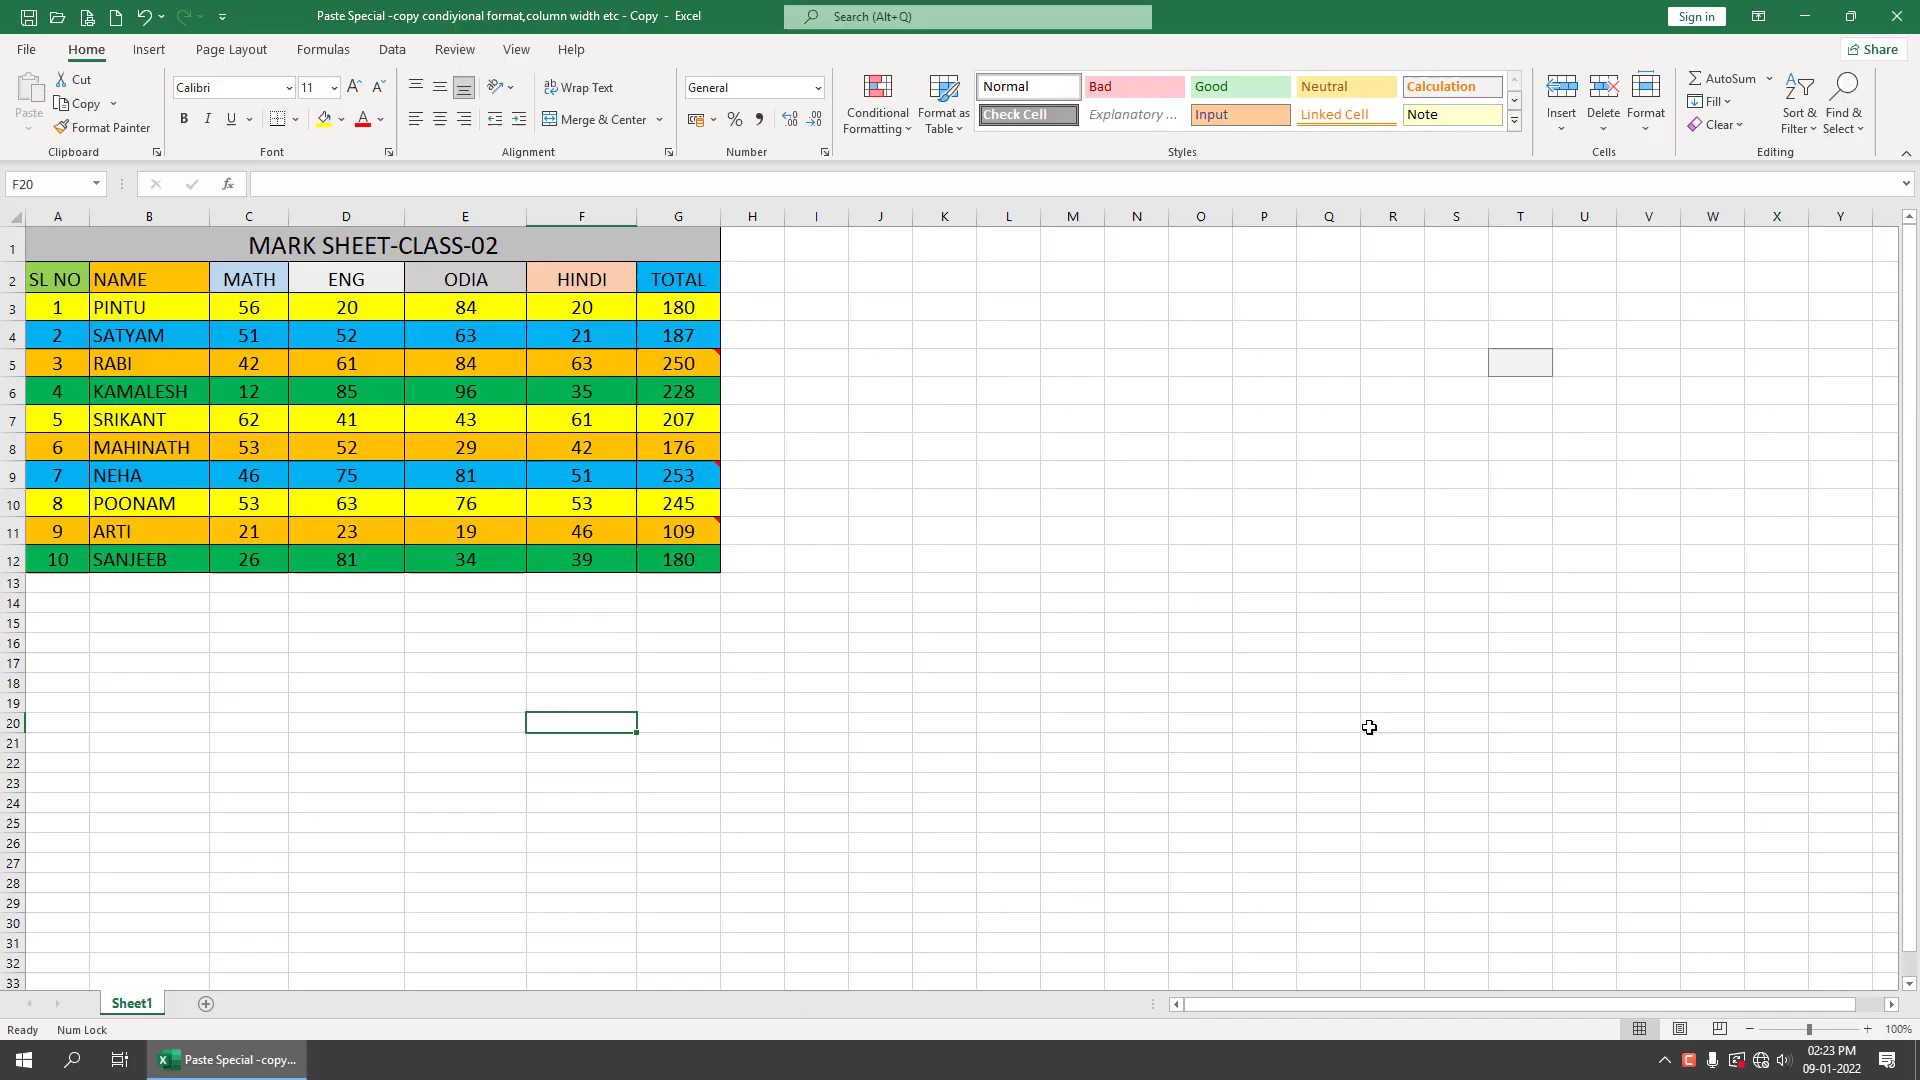 Paste Special -copy condiyional format,column width etc - Copy - Excel
Search (Alt+Q)
Sign in
File Home Insert Page Layout Formulas Data Review View Help
Share
Paste
Cut
Copy
Format Painter
Clipboard
Calibri 11
B I U
Font
Wrap Text
Merge & Center
Alignment
General
Number
Conditional Formatting
Format as Table
Normal Bad Good Neutral Calculation
Check Cell Explanatory ... Input Linked Cell Note
Styles
Insert Delete Format
Cells
AutoSum
Fill
Clear
Sort & Filter
Find & Select
Editing
F20
fx
A B C D E F G H I J K L M N O P Q R S T U V W X Y
1 MARK SHEET-CLASS-02
2 SL NO NAME MATH ENG ODIA HINDI TOTAL
3 1 PINTU 56 20 84 20 180
4 2 SATYAM 51 52 63 21 187
5 3 RABI 42 61 84 63 250
6 4 KAMALESH 12 85 96 35 228
7 5 SRIKANT 62 41 43 61 207
8 6 MAHINATH 53 52 29 42 176
9 7 NEHA 46 75 81 51 253
10 8 POONAM 53 63 76 53 245
11 9 ARTI 21 23 19 46 109
12 10 SANJEEB 26 81 34 39 180
13
14
15
16
17
18
19
20
21
22
23
24
25
26
27
28
29
30
31
32
33
Sheet1
Ready Num Lock
100%
Paste Special -copy...
02:23 PM
09-01-2022